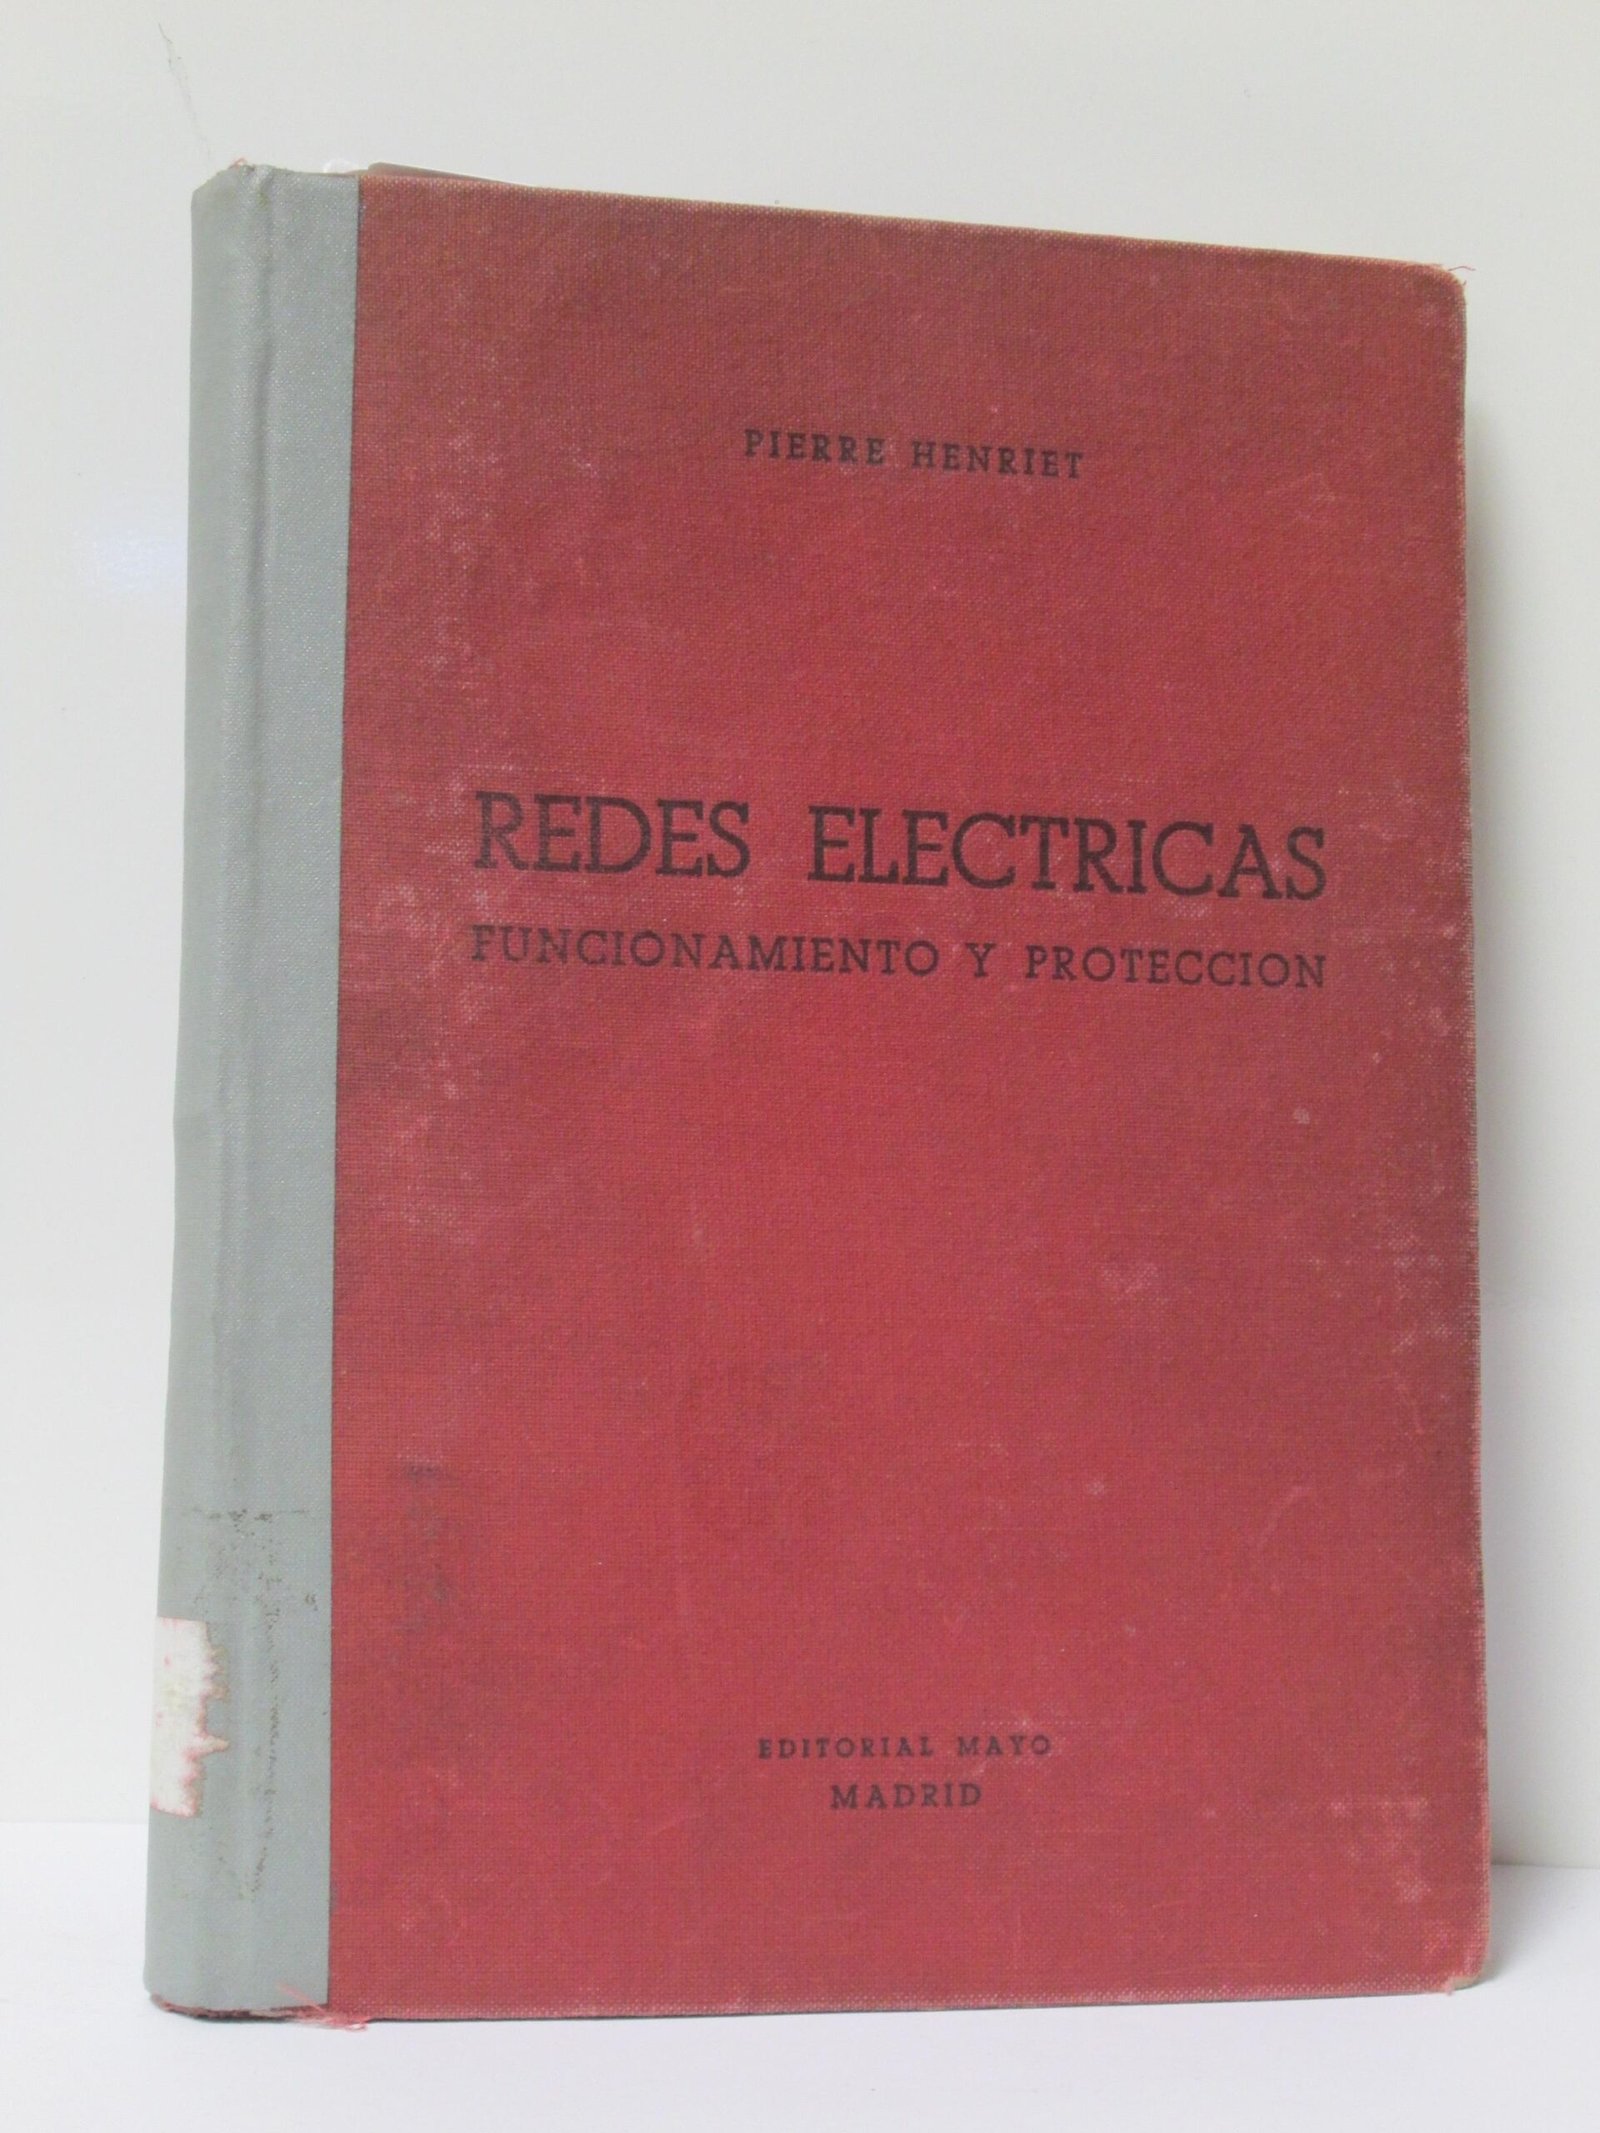 PIERRE HENRIET
REDES ELECTRICAS
FUNCIONAMIENTO Y PROTECCION
EDITORIAL MAYO
MADRID